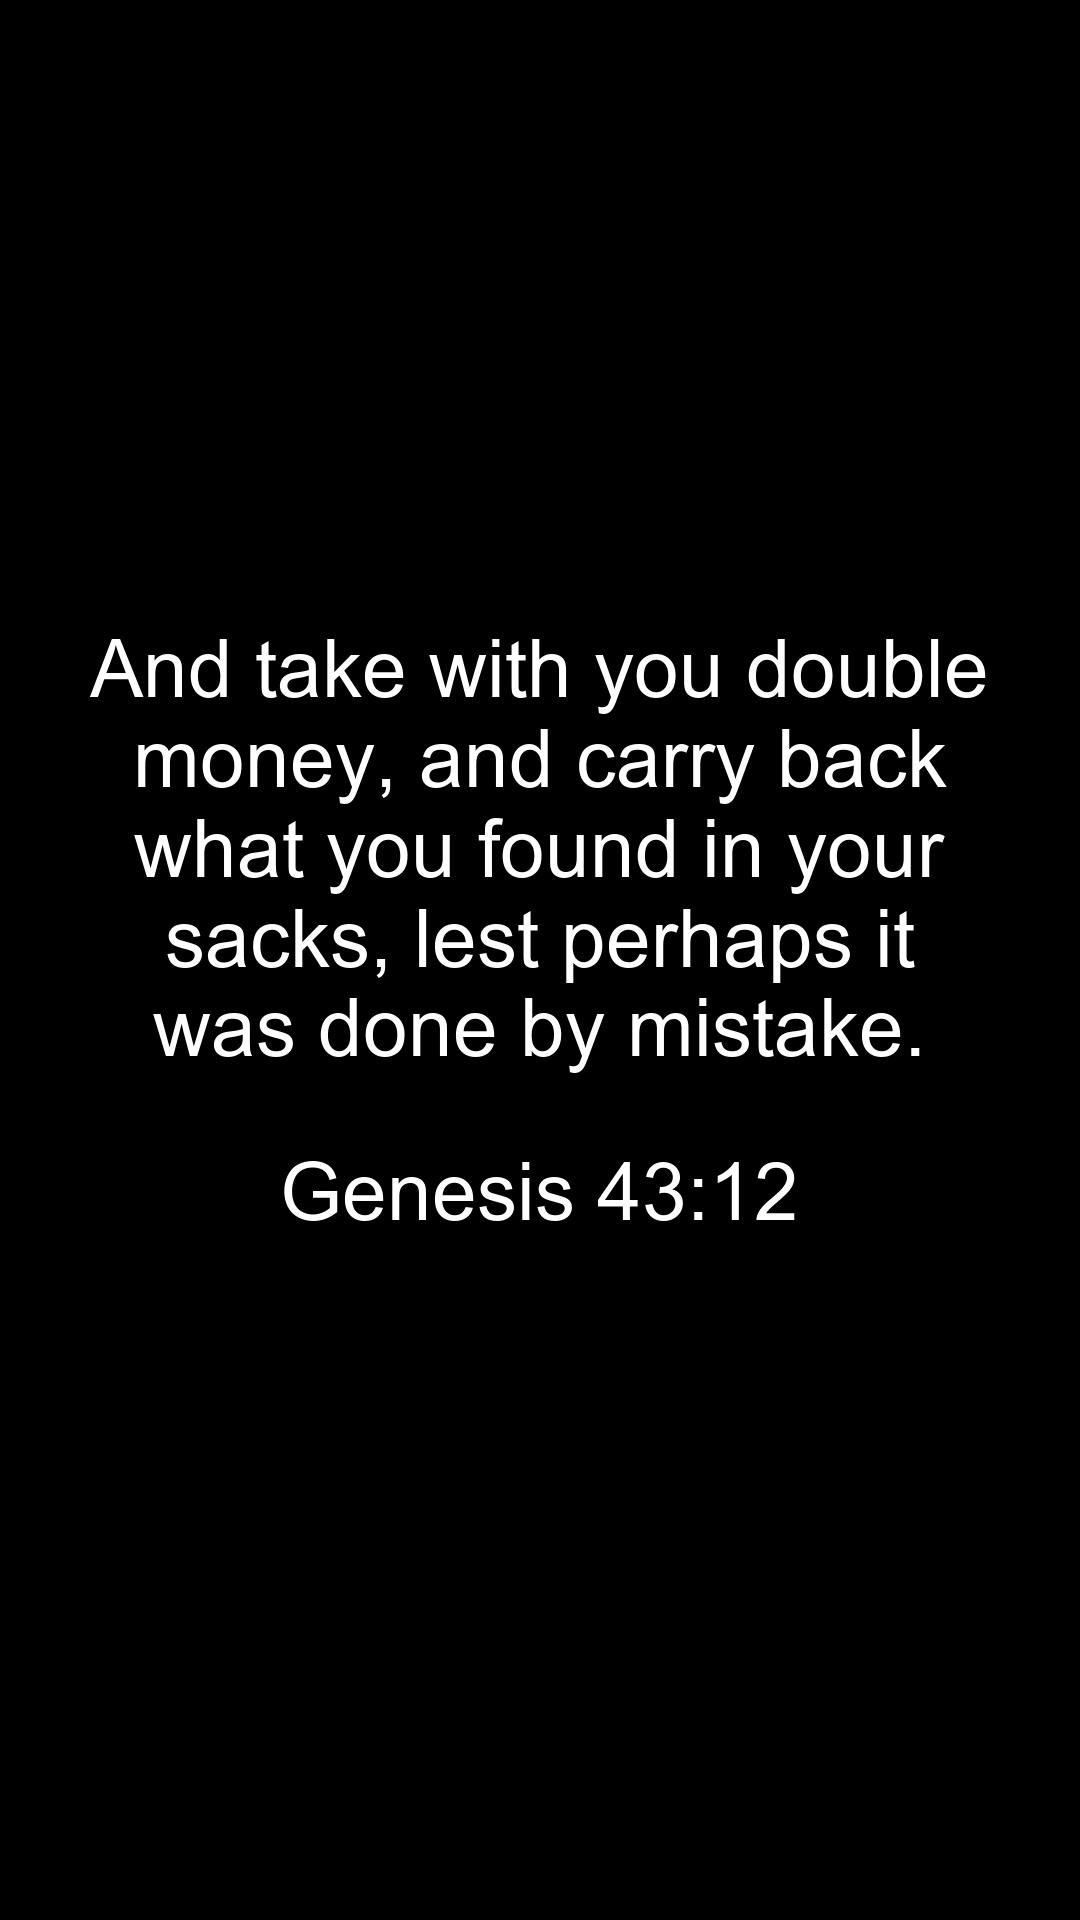 And take with you double
money, and carry back
what you found in your
sacks, lest perhaps it
was done by mistake.
Genesis 43:12